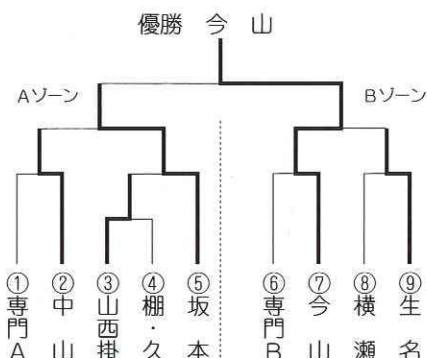 優勝 今 山
Aゾーン
Bゾーン
①専門A
②中山
③山西掛
④棚・久
⑤坂本
⑥専門B
⑦今山
⑧横瀬
⑨生名